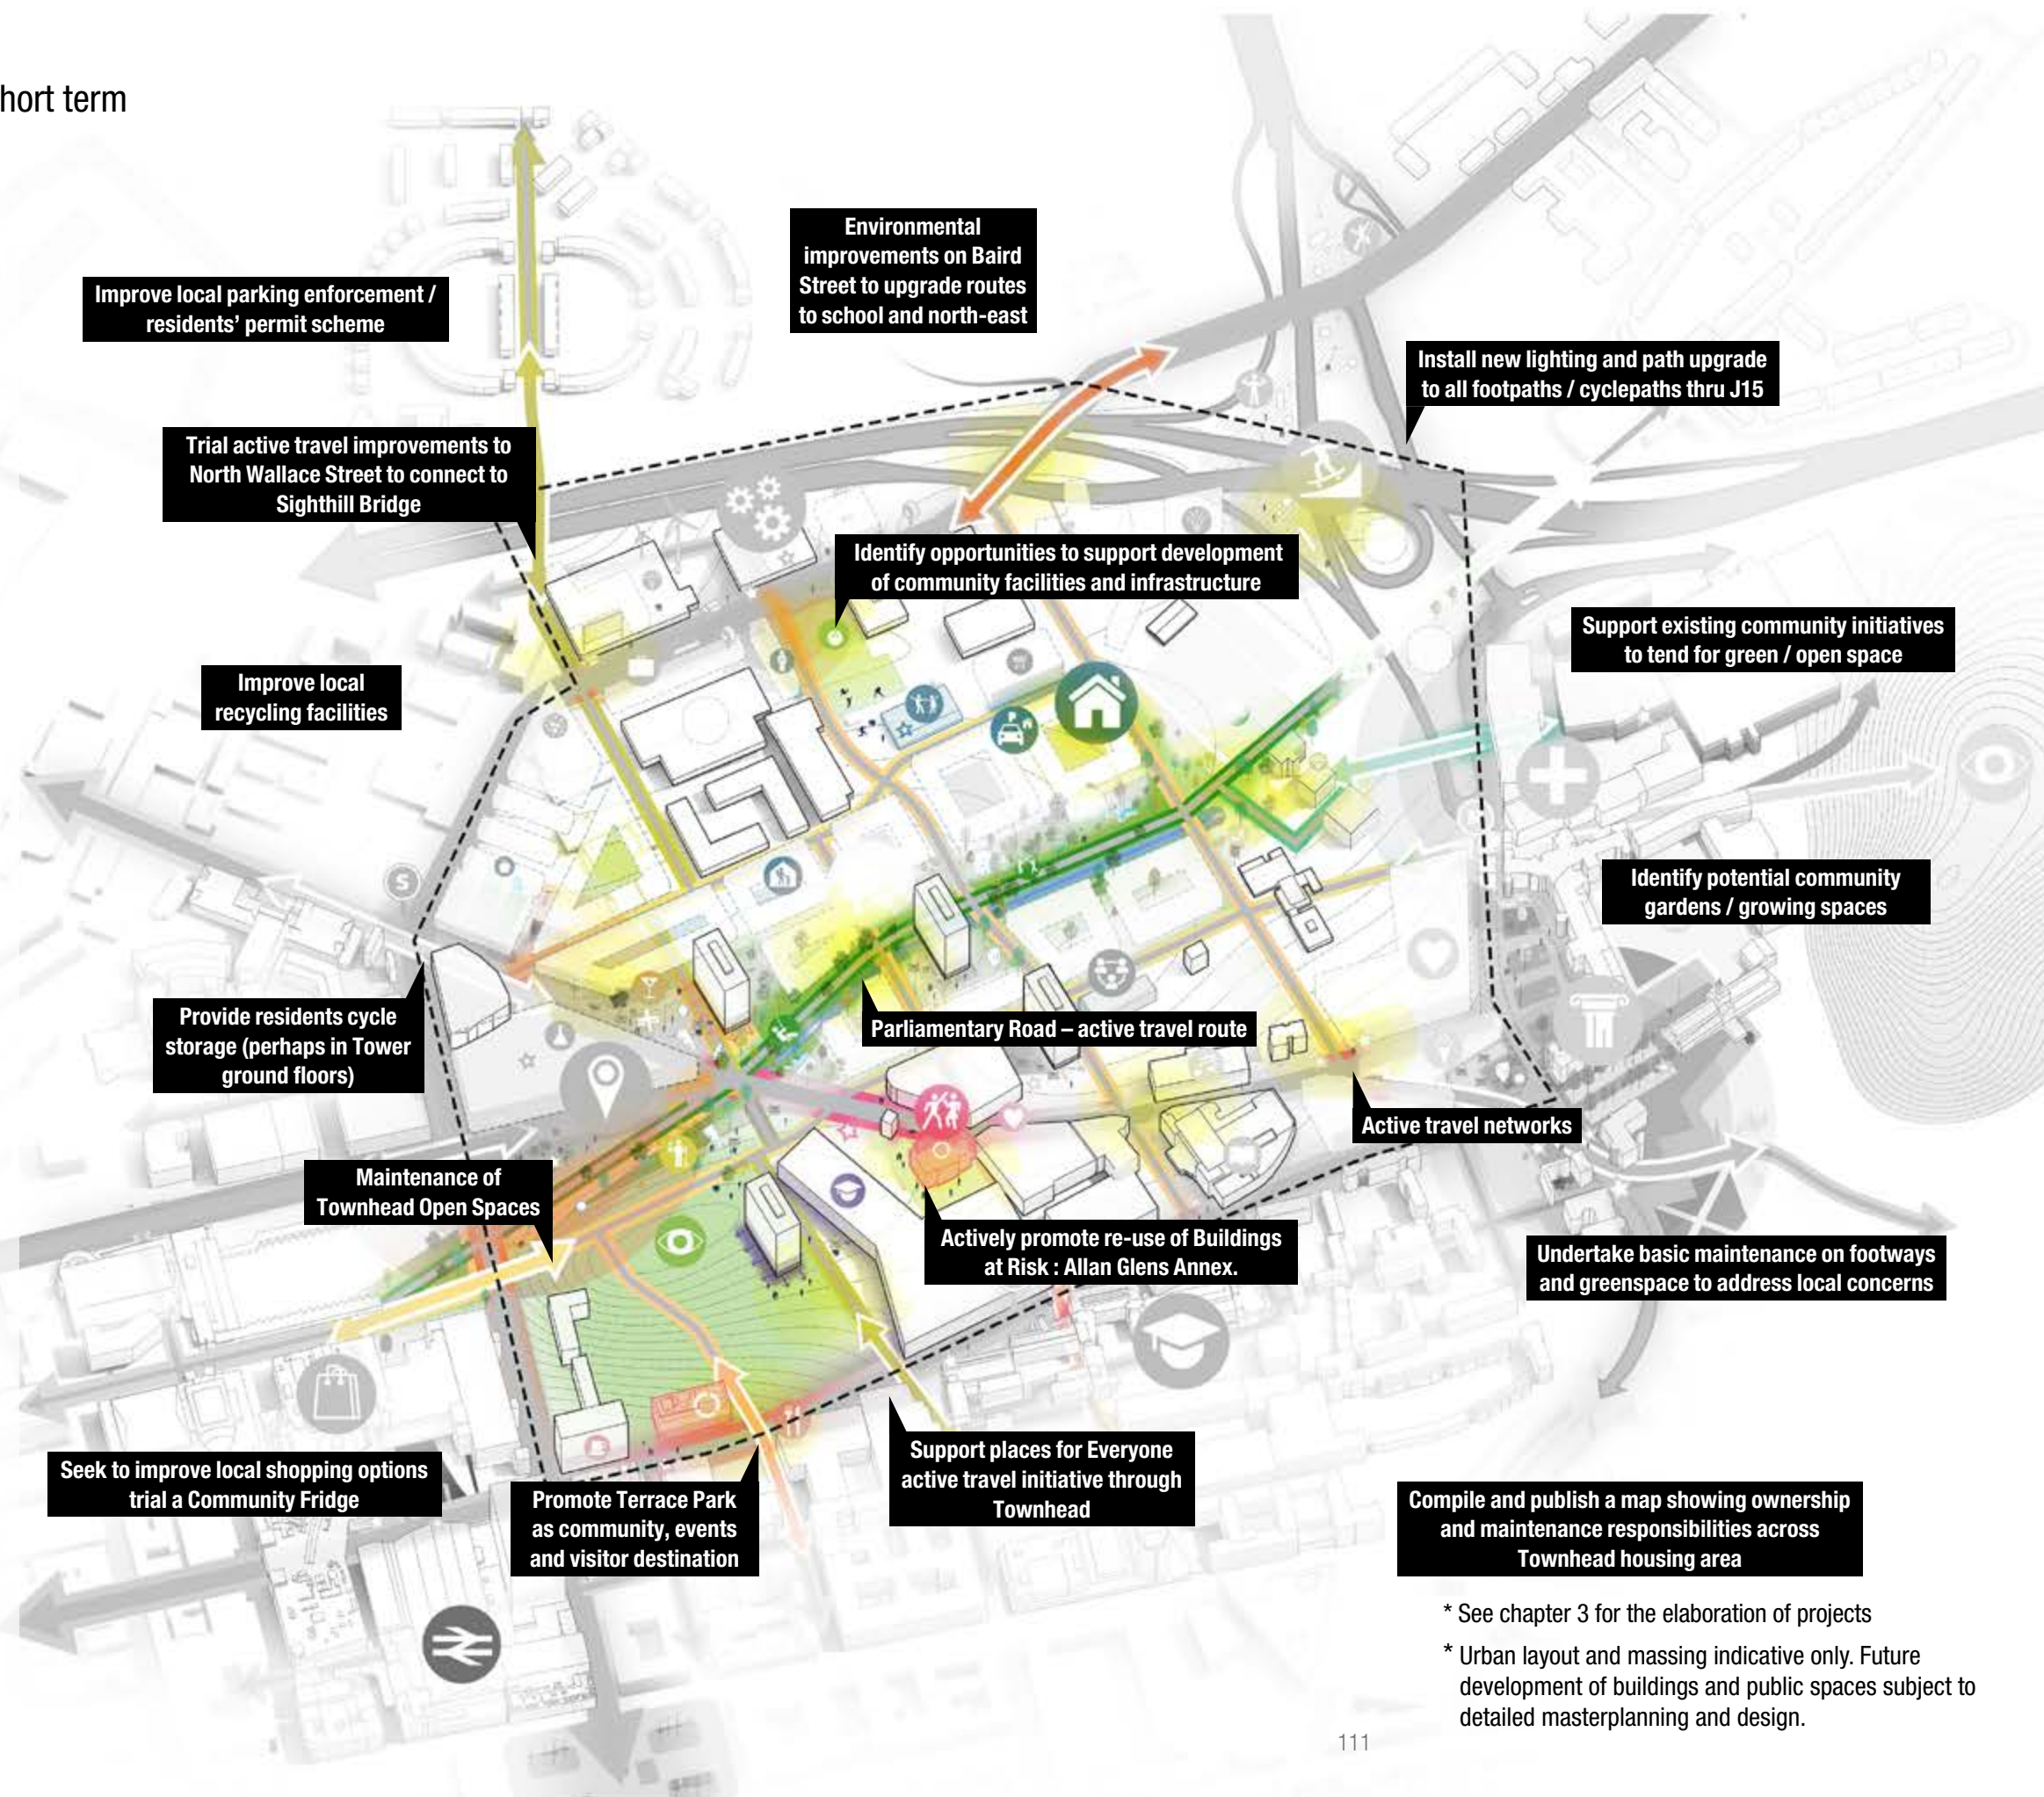 hort term
Environmental
improvements on Baird
Street to upgrade routes
to school and north-east
Improve local parking enforcement /
residents’ permit scheme
Install new lighting and path upgrade
to all footpaths / cyclepaths thru J15
Trial active travel improvements to
North Wallace Street to connect to
Sighthill Bridge
Identify opportunities to support development
of community facilities and infrastructure
Support existing community initiatives
to tend for green / open space
Improve local
recycling facilities
S
P
Identify potential community
gardens / growing spaces
Provide residents cycle
storage (perhaps in Tower
ground floors)
Parliamentary Road – active travel route
Active travel networks
Maintenance of
Townhead Open Spaces
Actively promote re-use of Buildings
at Risk : Allan Glens Annex.
Undertake basic maintenance on footways
and greenspace to address local concerns
Support places for Everyone
active travel initiative through
Townhead
Seek to improve local shopping options
trial a Community Fridge
Promote Terrace Park
as community, events
and visitor destination
Compile and publish a map showing ownership
and maintenance responsibilities across
Townhead housing area
* See chapter 3 for the elaboration of projects
* Urban layout and massing indicative only. Future
development of buildings and public spaces subject to
detailed masterplanning and design.
111